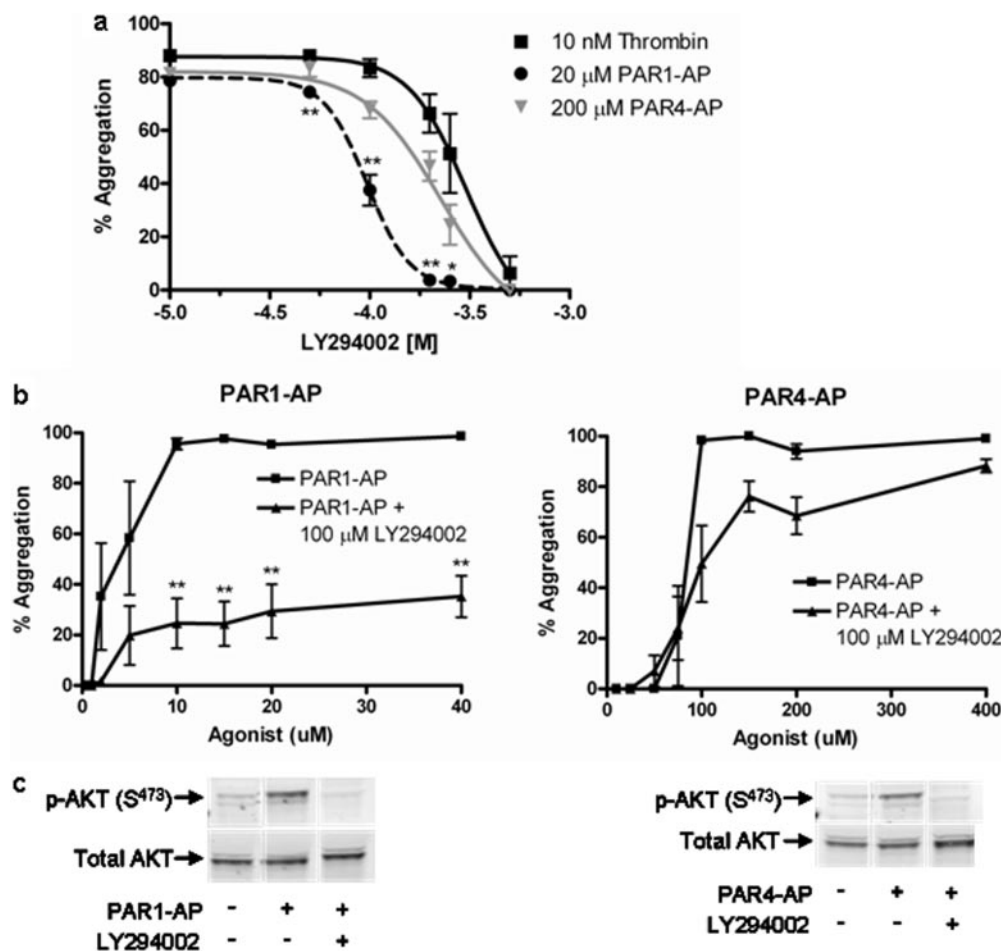 a
10 nM Thrombin
20 μM PAR1-AP
200 μM PAR4-AP
% Aggregation
100
80
60
40
20
0
**
**
**
*
-5.0 -4.5 -4.0 -3.5 -3.0
LY294002 [M]
b
PAR1-AP
% Aggregation
100
80
60
40
20
0
PAR1-AP
PAR1-AP +
100 μM LY294002
** ** ** **
0 10 20 30 40
Agonist (uM)
PAR4-AP
% Aggregation
100
80
60
40
20
0
PAR4-AP
PAR4-AP +
100 μM LY294002
0 100 200 300 400
Agonist (uM)
c
p-AKT (S473)
Total AKT
PAR1-AP - + +
LY294002 - - +
p-AKT (S473)
Total AKT
PAR4-AP - + +
LY294002 - - +